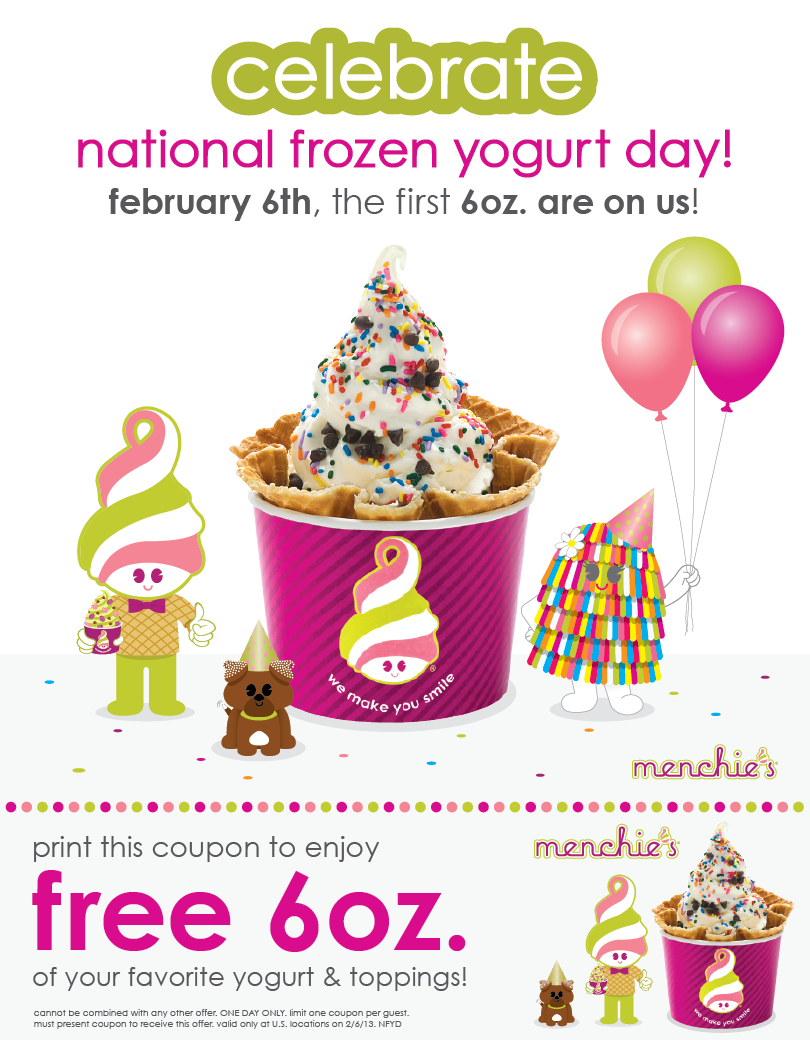 celebrate
national frozen yogurt day!
february 6th, the first 6oz. are on us!
we make you smile
®
menchie's
print this coupon to enjoy
free 6oz.
of your favorite yogurt & toppings!
cannot be combined with any other offer. ONE DAY ONLY. limit one coupon per guest.
must present coupon to receive this offer. valid only at U.S. locations on 2/6/13. NFYD
menchie's
we make you smile